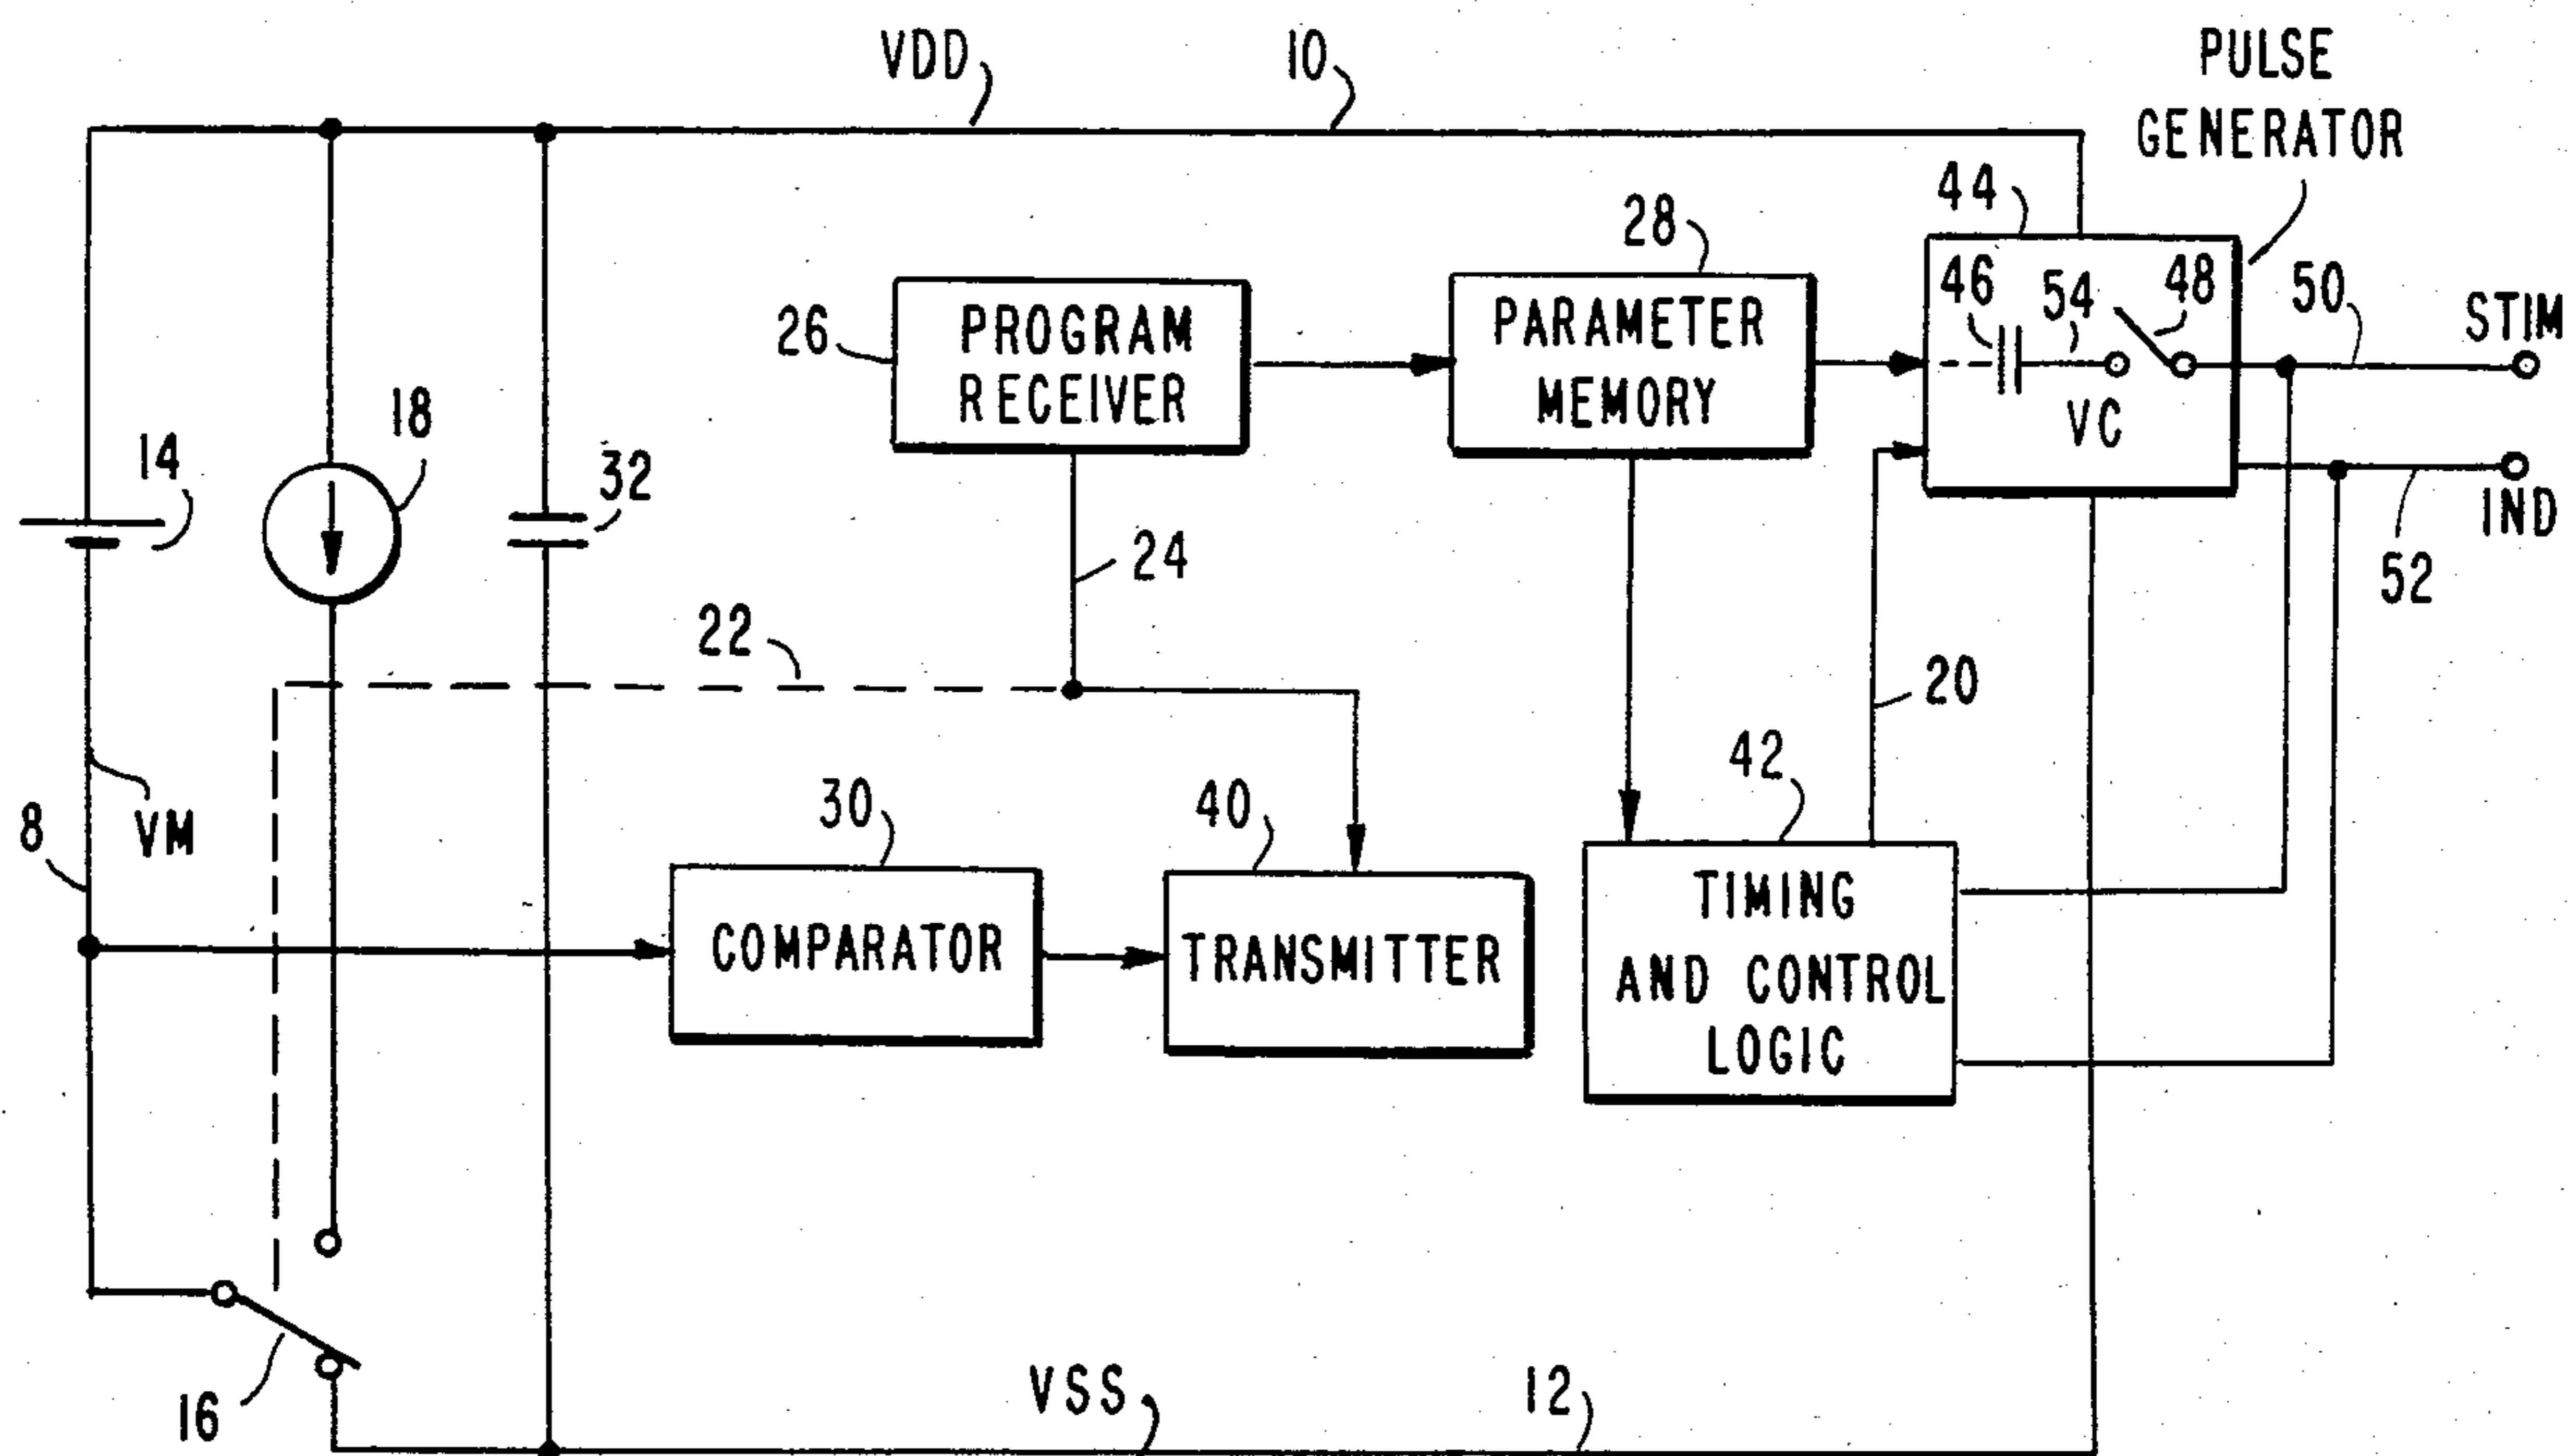 VDD
10
PULSE
GENERATOR
44
28
46
54
48
50
STIM
26
PROGRAM
RECEIVER
PARAMETER
MEMORY
VC
14
18
32
IND
24
52
22
20
42
VM
8
30
40
COMPARATOR
TRANSMITTER
TIMING
AND CONTROL
LOGIC
16
VSS
12